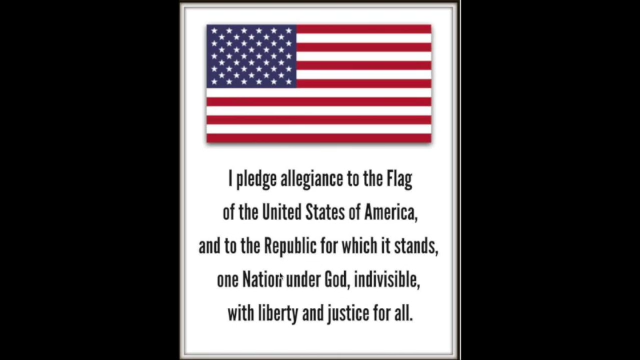 I pledge allegiance to the Flag
of the United States of America,
and to the Republic for which it stands,
one Nation under God, indivisible,
with liberty and justice for all.